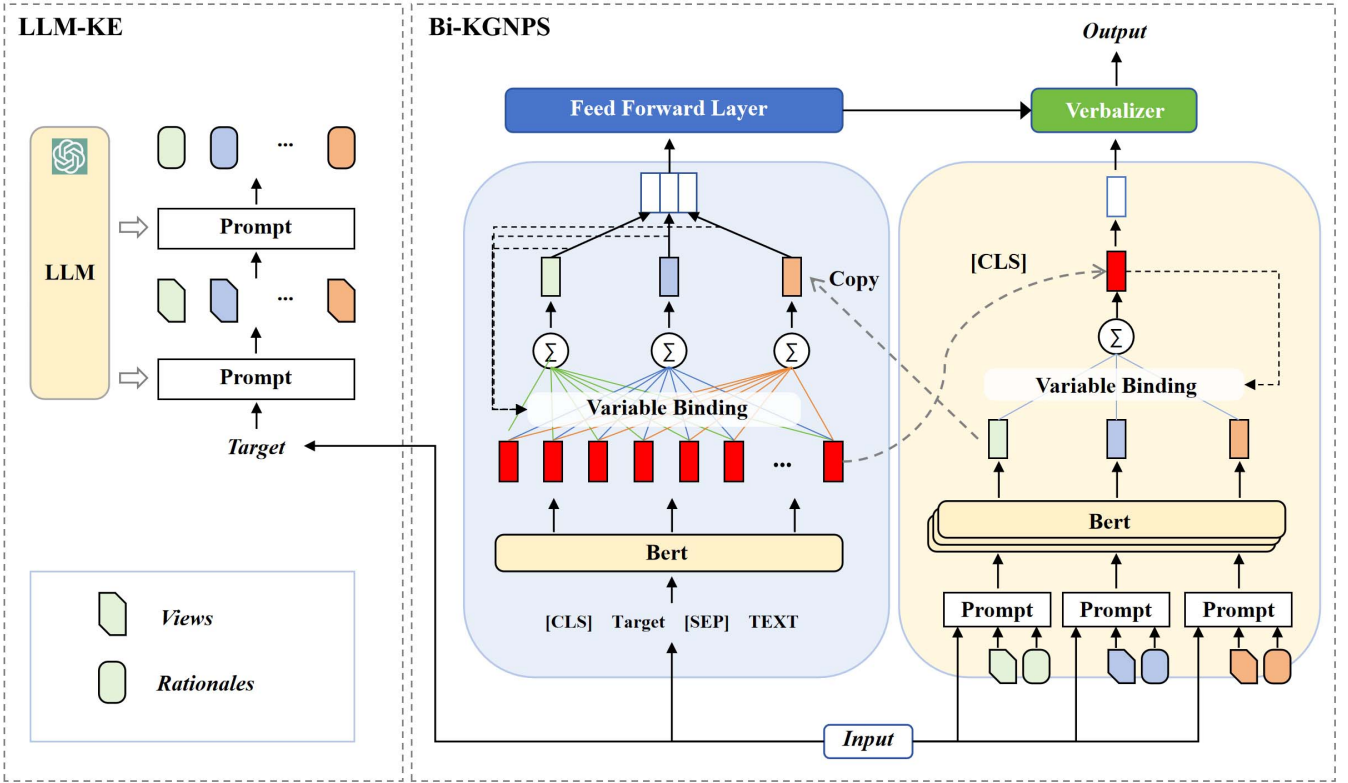 LLM-KE
LLM
...
Prompt
...
Prompt
Target
Views
Rationales
Bi-KGNPS
Output
Feed Forward Layer
Verbalizer
Copy
[CLS]
Σ Σ Σ
Σ
Variable Binding
Variable Binding
...
Bert
Bert
[CLS] Target [SEP] TEXT
Prompt Prompt Prompt
Input